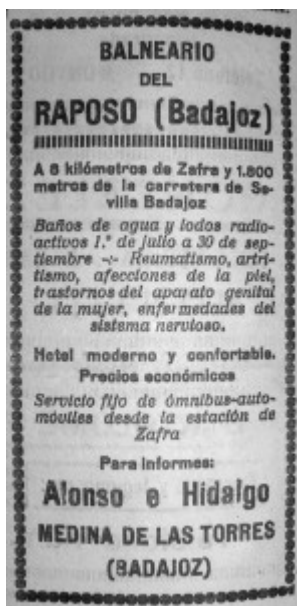 BALNEARIO
DEL
RAPOSO (Badajoz)
A 6 kilómetros de Zafra y 1.800
metros de la carretera de Se-
villa Badajoz
Baños de agua y lodos radio-
activos 1.º de julio a 30 de sep-
tiembre -:- Reumatismo, artri-
tismo, afecciones de la piel,
trastornos del aparato genital
de la mujer, enfermedades del
sistema nervioso.
Hotel moderno y confortable.
Precios económicos
Servicio fijo de ómnibus-auto-
móviles desde la estación de
Zafra
Para informes:
Alonso e Hidalgo
MEDINA DE LAS TORRES
(BADAJOZ)